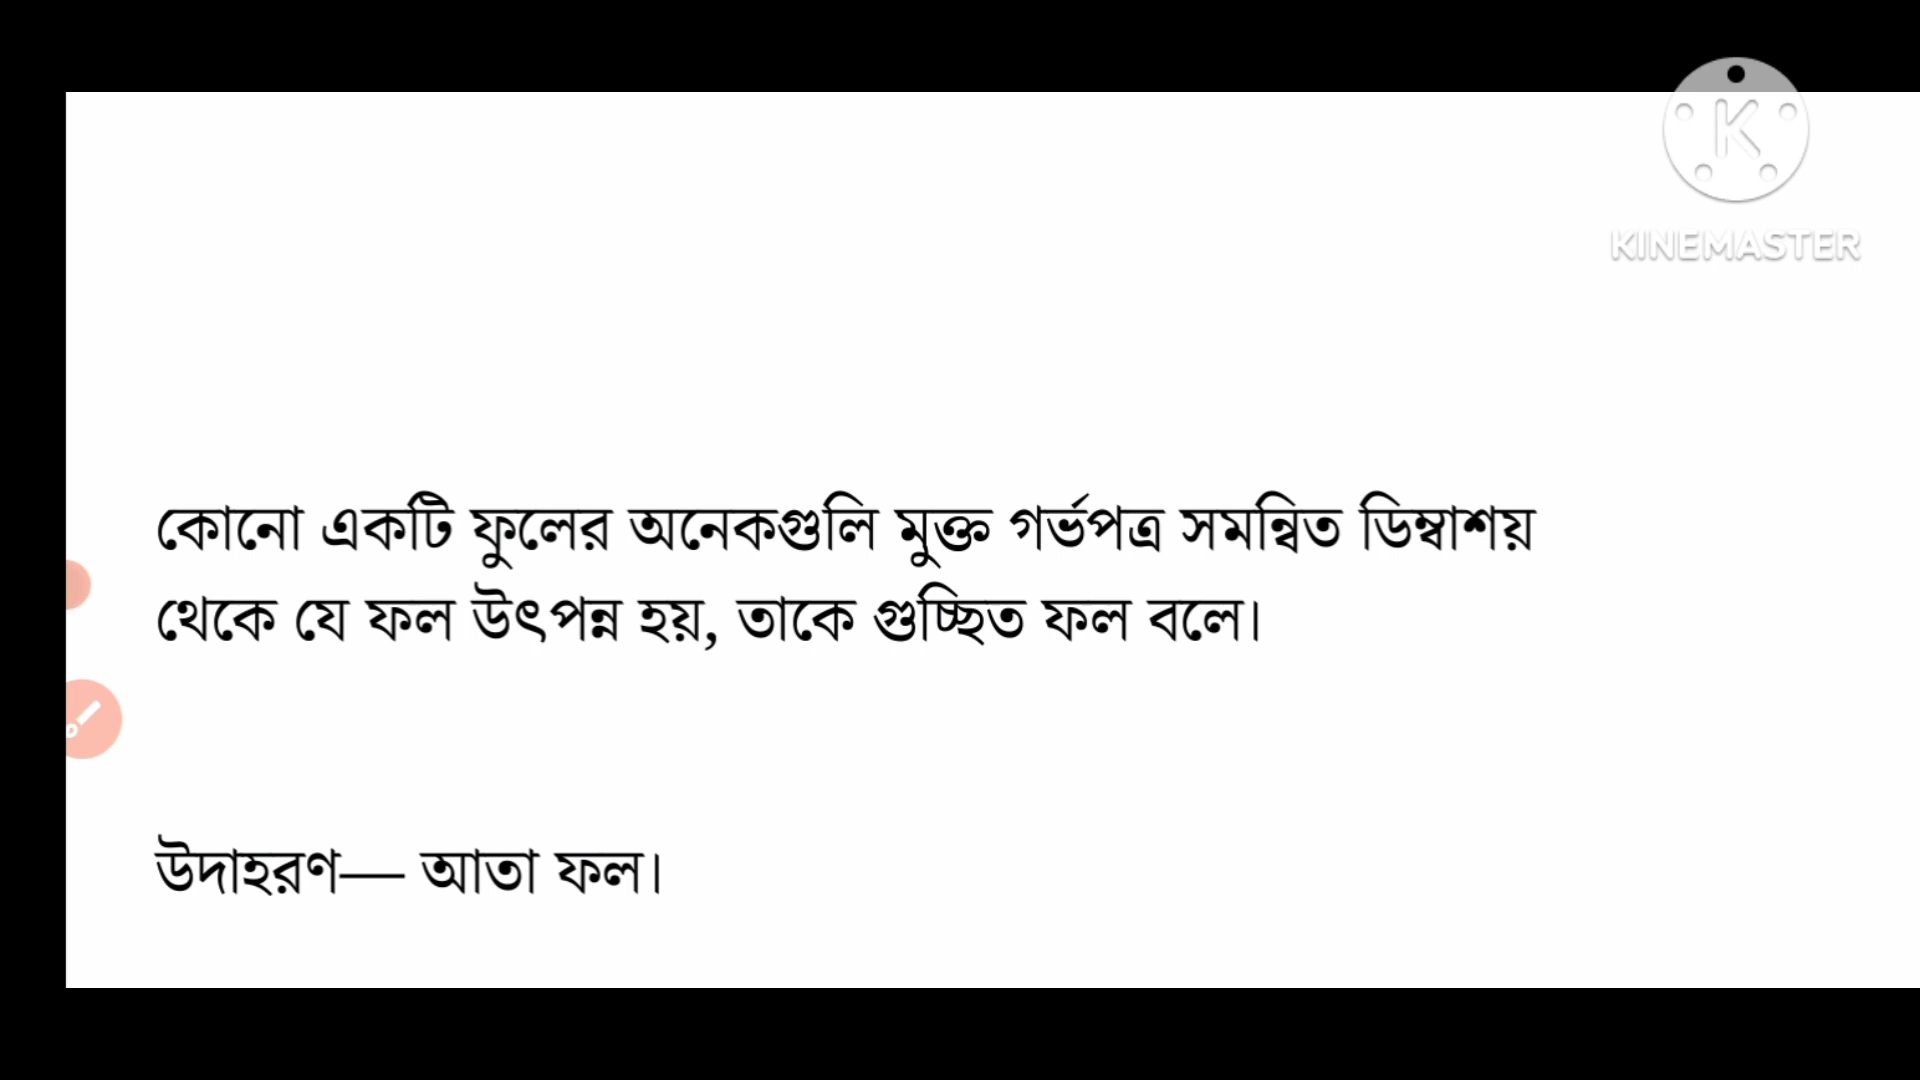 KINEMASTER
কোনো একটি ফুলের অনেকগুলি মুক্ত গর্ভপত্র সমন্বিত ডিম্বাশয়
থেকে যে ফল উৎপন্ন হয়, তাকে গুচ্ছিত ফল বলে।
উদাহরণ— আতা ফল।